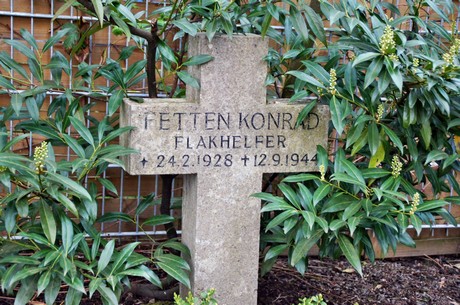 FETTEN KONRAD
FLAKHELFER
+ 24.2.1928 + 12.9.1944